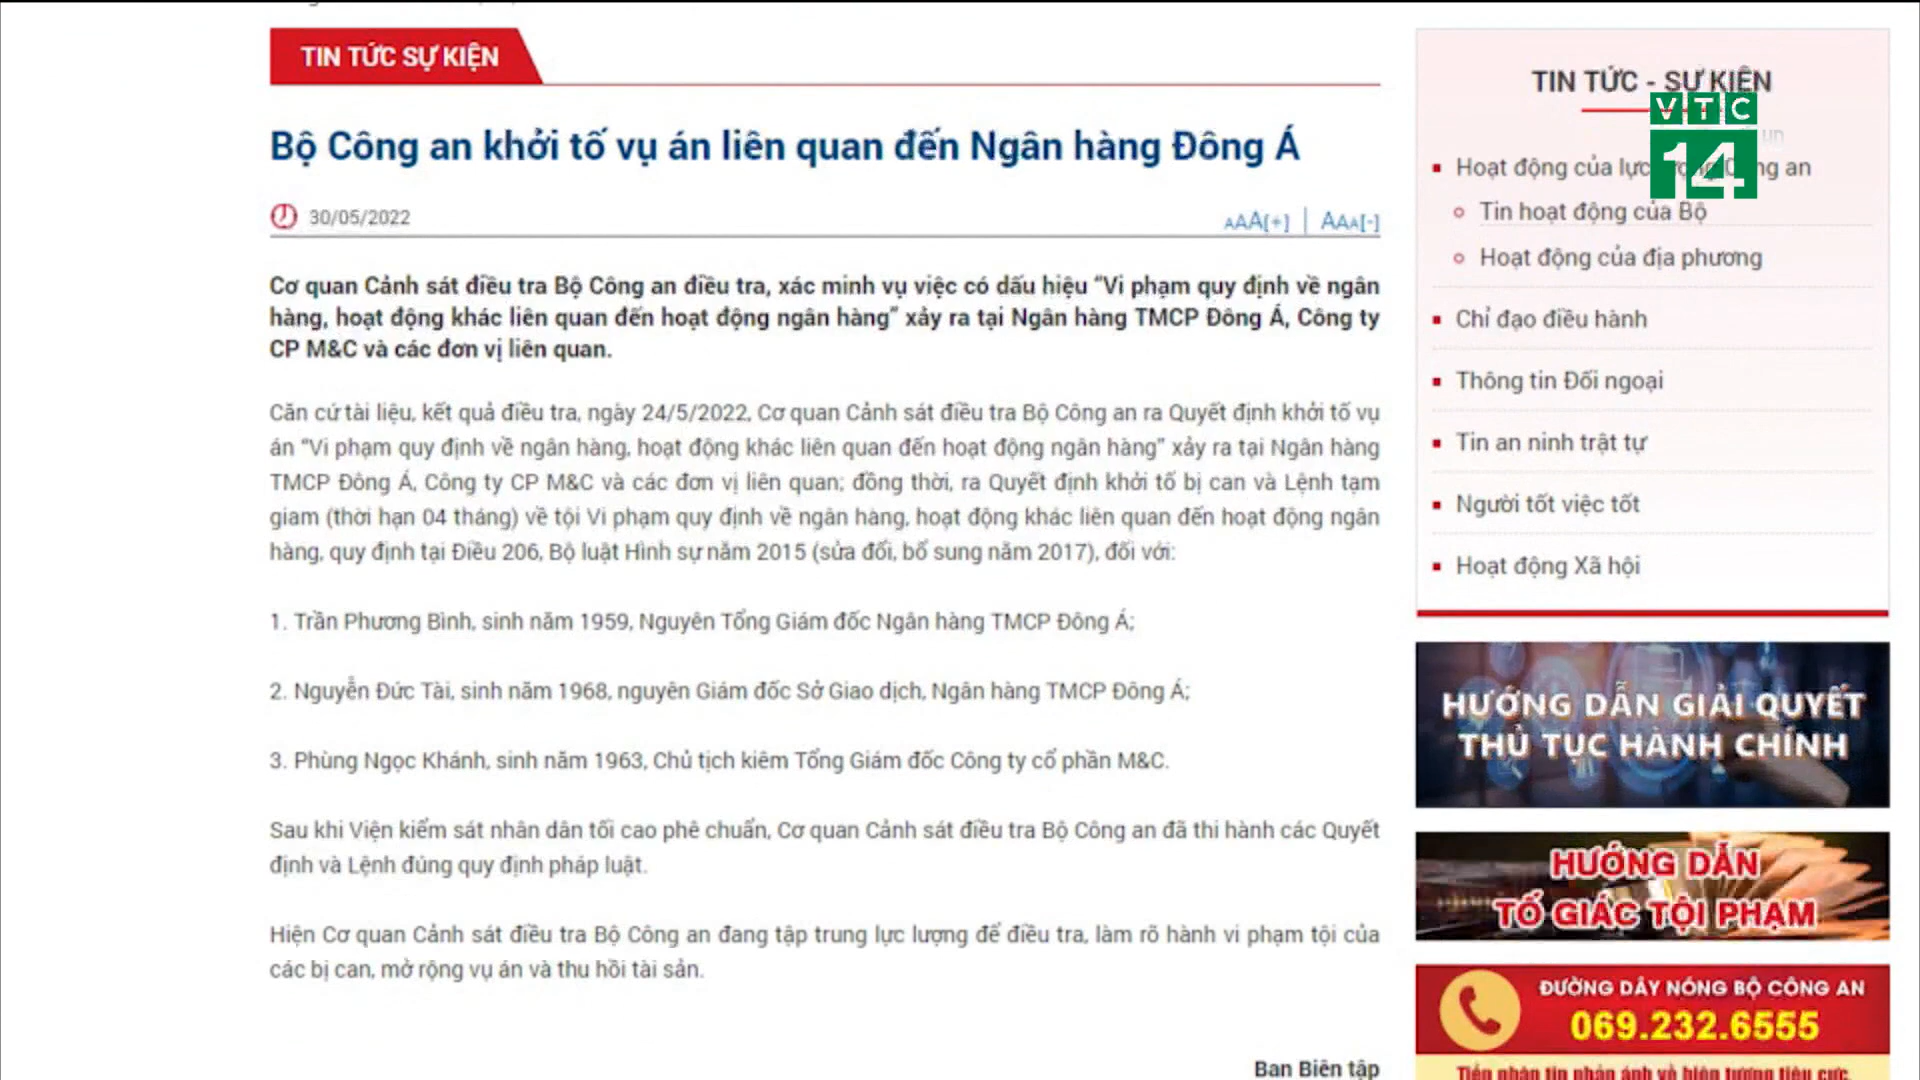 TIN TỨC SỰ KIỆN
Bộ Công an khởi tố vụ án liên quan đến Ngân hàng Đông Á
30/05/2022
AAA[+] | AAA[-]
Cơ quan Cảnh sát điều tra Bộ Công an điều tra, xác minh vụ việc có dấu hiệu “Vi phạm quy định về ngân
hàng, hoạt động khác liên quan đến hoạt động ngân hàng” xảy ra tại Ngân hàng TMCP Đông Á, Công ty
CP M&C và các đơn vị liên quan.
Căn cứ tài liệu, kết quả điều tra, ngày 24/5/2022, Cơ quan Cảnh sát điều tra Bộ Công an ra Quyết định khởi tố vụ
án “Vi phạm quy định về ngân hàng, hoạt động khác liên quan đến hoạt động ngân hàng” xảy ra tại Ngân hàng
TMCP Đông Á, Công ty CP M&C và các đơn vị liên quan; đồng thời, ra Quyết định khởi tố bị can và Lệnh tạm
giam (thời hạn 04 tháng) về tội Vi phạm quy định về ngân hàng, hoạt động khác liên quan đến hoạt động ngân
hàng, quy định tại Điều 206, Bộ luật Hình sự năm 2015 (sửa đổi, bổ sung năm 2017), đối với:
1. Trần Phương Bình, sinh năm 1959, Nguyên Tổng Giám đốc Ngân hàng TMCP Đông Á;
2. Nguyễn Đức Tài, sinh năm 1968, nguyên Giám đốc Sở Giao dịch, Ngân hàng TMCP Đông Á;
3. Phùng Ngọc Khánh, sinh năm 1963, Chủ tịch kiêm Tổng Giám đốc Công ty cổ phần M&C.
Sau khi Viện kiểm sát nhân dân tối cao phê chuẩn, Cơ quan Cảnh sát điều tra Bộ Công an đã thi hành các Quyết
định và Lệnh đúng quy định pháp luật.
Hiện Cơ quan Cảnh sát điều tra Bộ Công an đang tập trung lực lượng để điều tra, làm rõ hành vi phạm tội của
các bị can, mở rộng vụ án và thu hồi tài sản.
Ban Biên tập
TIN TỨC - SỰ KIỆN
VTC
14
Hoạt động của lực lượng Công an
Tin hoạt động của Bộ
Hoạt động của địa phương
Chỉ đạo điều hành
Thông tin Đối ngoại
Tin an ninh trật tự
Người tốt việc tốt
Hoạt động Xã hội
HƯỚNG DẪN GIẢI QUYẾT
THỦ TỤC HÀNH CHÍNH
HƯỚNG DẪN
TỐ GIÁC TỘI PHẠM
ĐƯỜNG DÂY NÓNG BỘ CÔNG AN
069.232.6555
Tiếp nhận tin phản ánh về hiện tượng tiêu cực,